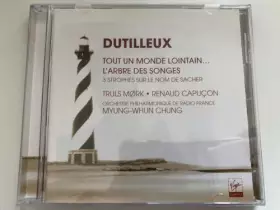 DUTILLEUX
TOUT UN MONDE LOINTAIN...
L'ARBRE DES SONGES
3 STROPHES SUR LE NOM DE SACHER
TRULS MØRK • RENAUD CAPUÇON
ORCHESTRE PHILHARMONIQUE DE RADIO FRANCE
MYUNG-WHUN CHUNG
Virgin